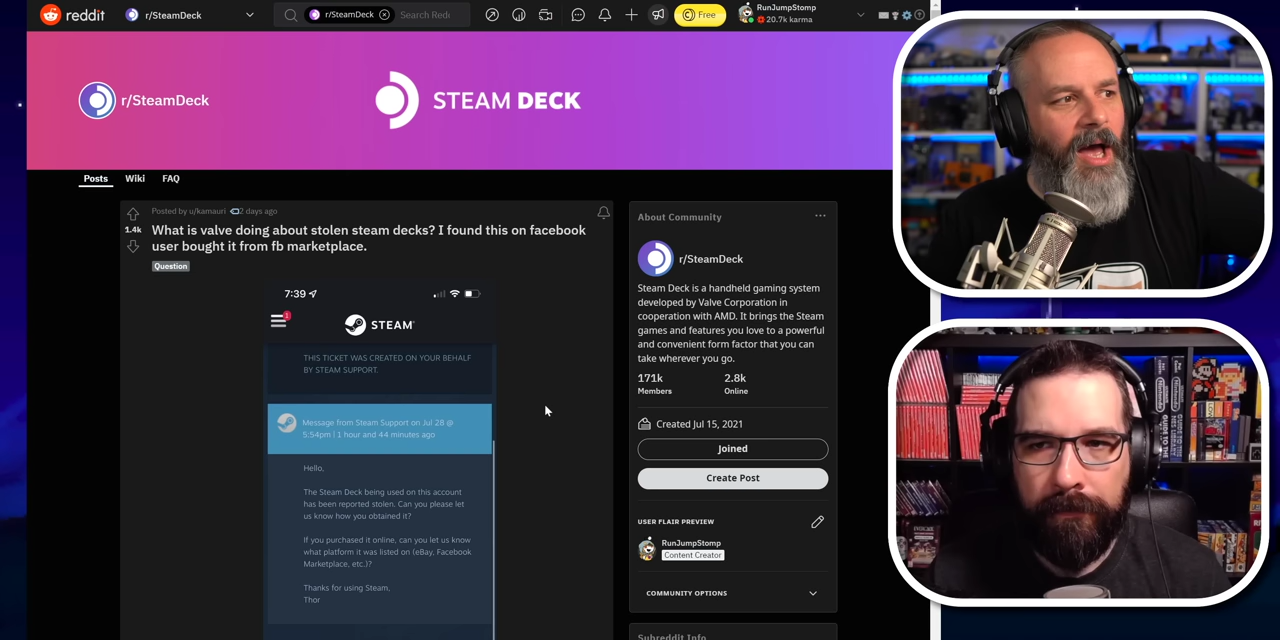 reddit
r/SteamDeck
r/SteamDeck
Search Red
Free
RunJumpStomp
20.7k karma
r/SteamDeck
STEAM DECK
Posts
Wiki
FAQ
Posted by u/kamauri
2 days ago
1.4k
What is valve doing about stolen steam decks? I found this on facebook
user bought it from fb marketplace.
Question
7:39
1
STEAM
THIS TICKET WAS CREATED ON YOUR BEHALF
BY STEAM SUPPORT.
Message from Steam Support on Jul 28 @
5:54pm | 1 hour and 44 minutes ago
Hello,
The Steam Deck being used on this account
has been reported stolen. Can you please let
us know how you obtained it?
If you purchased it online, can you let us know
what platform it was listed on (eBay, Facebook
Marketplace, etc.)?
Thanks for using Steam,
Thor
About Community
r/SteamDeck
Steam Deck is a handheld gaming system
developed by Valve Corporation in
cooperation with AMD. It brings the Steam
games and features you love to a powerful
and convenient form factor that you can
take wherever you go.
171k
2.8k
Members
Online
Created Jul 15, 2021
Joined
Create Post
USER FLAIR PREVIEW
RunJumpStomp
Content Creator
COMMUNITY OPTIONS
Subreddit Info